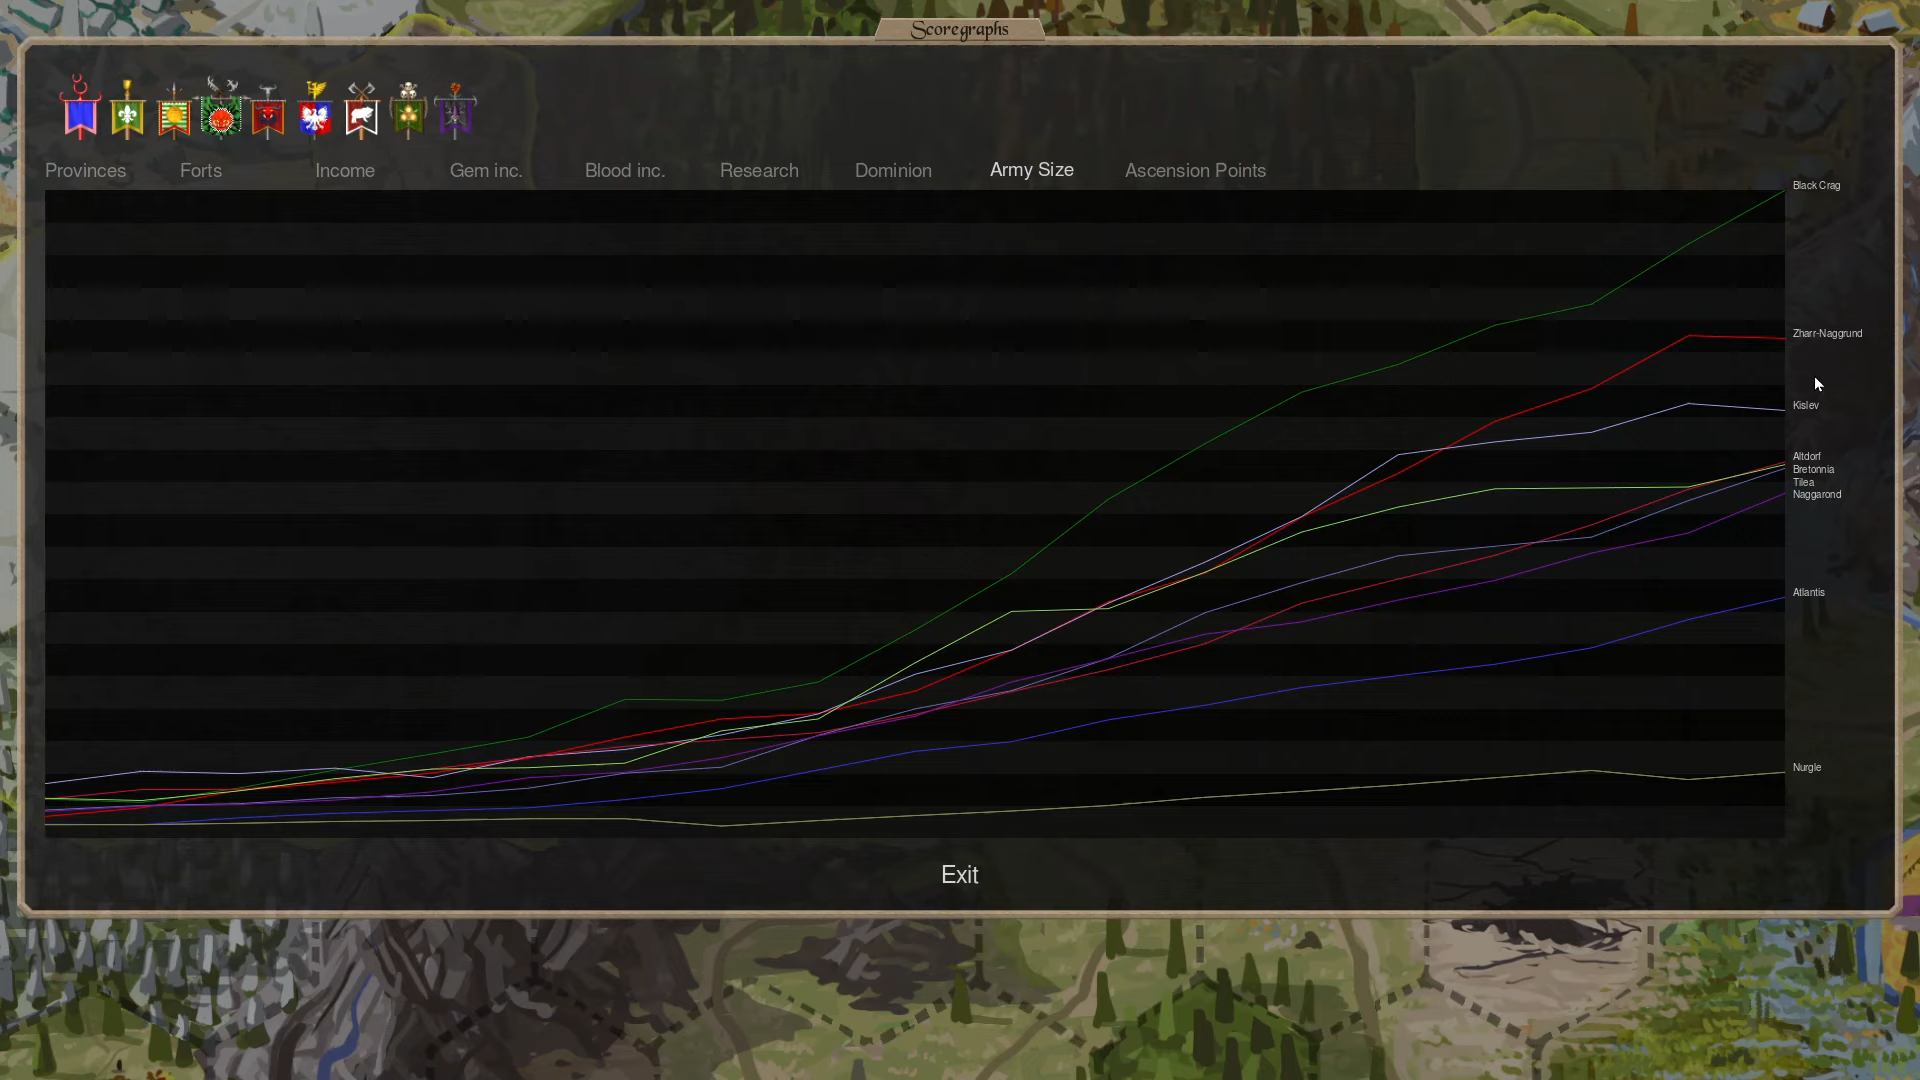 Scoregraphs
Provinces Forts Income Gem inc. Blood inc. Research Dominion Army Size Ascension Points
Black Crag
Zharr-Naggrund
Kislev
Altdorf
Bretonnia
Tilea
Naggarond
Atlantis
Nurgle
Exit